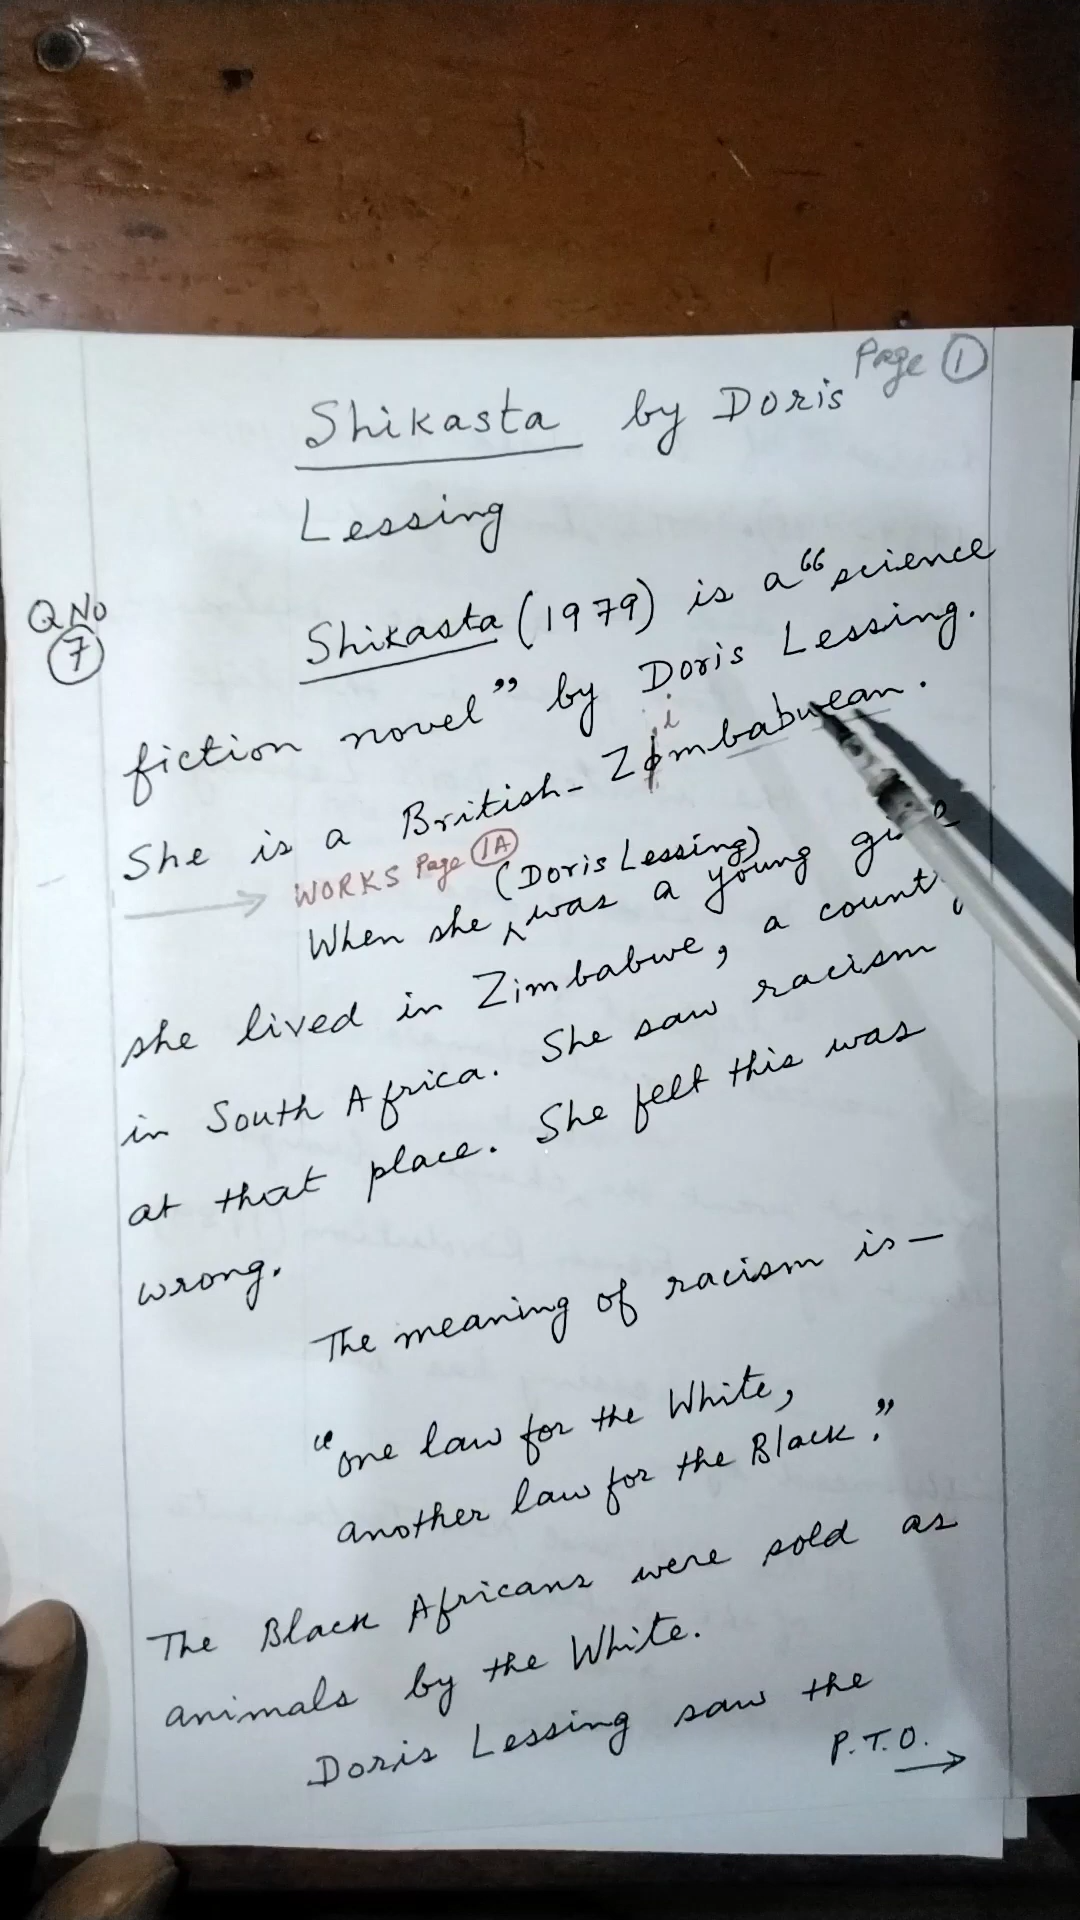 Page 1
Shikasta by Doris
Lessing
Q No
7
Shikasta (1979) is a "science
fiction novel" by Doris Lessing.
She is a British - Zimbabwean.
→ WORKS Page 1A
(Doris Lessing)
When she ^ was a young
she lived in Zimbabwe, a
in South Africa. She saw racism
at that place. She felt this was
wrong.
The meaning of racism is —
"one law for the White,
another law for the Black."
The Black Africans were sold as
animals by the White.
Doris Lessing saw the
P.T.O. →